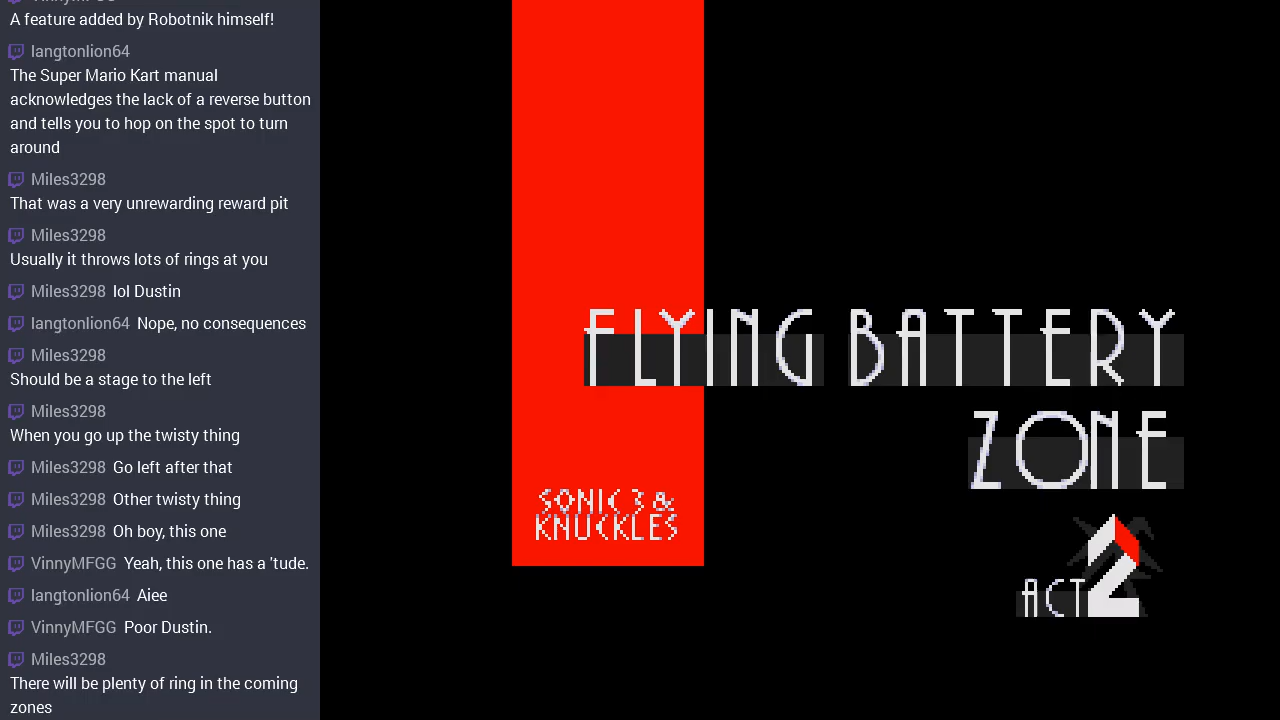 A feature added by Robotnik himself!
langtonlion64
The Super Mario Kart manual
acknowledges the lack of a reverse button
and tells you to hop on the spot to turn
around
Miles3298
That was a very unrewarding reward pit
Miles3298
Usually it throws lots of rings at you
Miles3298 lol Dustin
langtonlion64 Nope, no consequences
Miles3298
Should be a stage to the left
Miles3298
When you go up the twisty thing
Miles3298 Go left after that
Miles3298 Other twisty thing
Miles3298 Oh boy, this one
VinnyMFGG Yeah, this one has a 'tude.
langtonlion64 Aiee
VinnyMFGG Poor Dustin.
Miles3298
There will be plenty of ring in the coming
zones
FLYING BATTERY
ZONE
SONIC 3 &
KNUCKLES
ACT 2